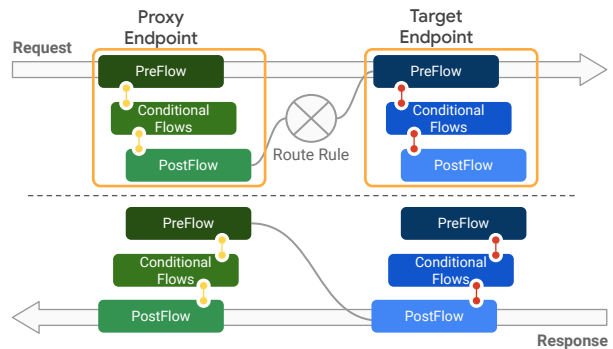 Proxy
Endpoint
Target
Endpoint
Request
PreFlow
PreFlow
Conditional
Flows
Conditional
Flows
Route Rule
PostFlow
PostFlow
PreFlow
PreFlow
Conditional
Flows
Conditional
Flows
PostFlow
PostFlow
Response